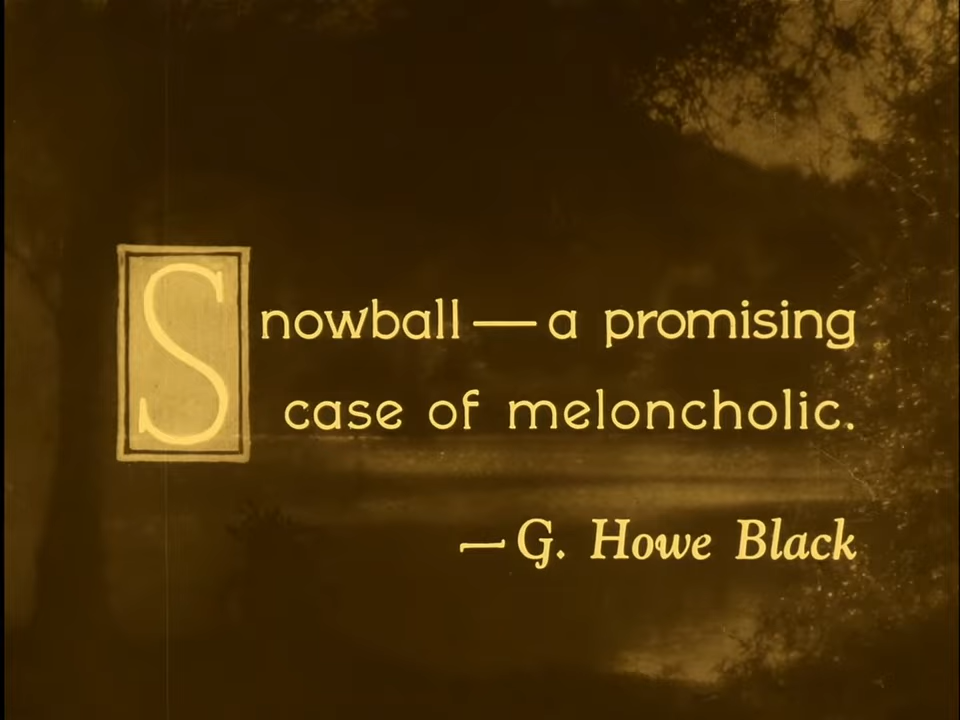 Snowball — a promising
case of meloncholic.
— G. Howe Black